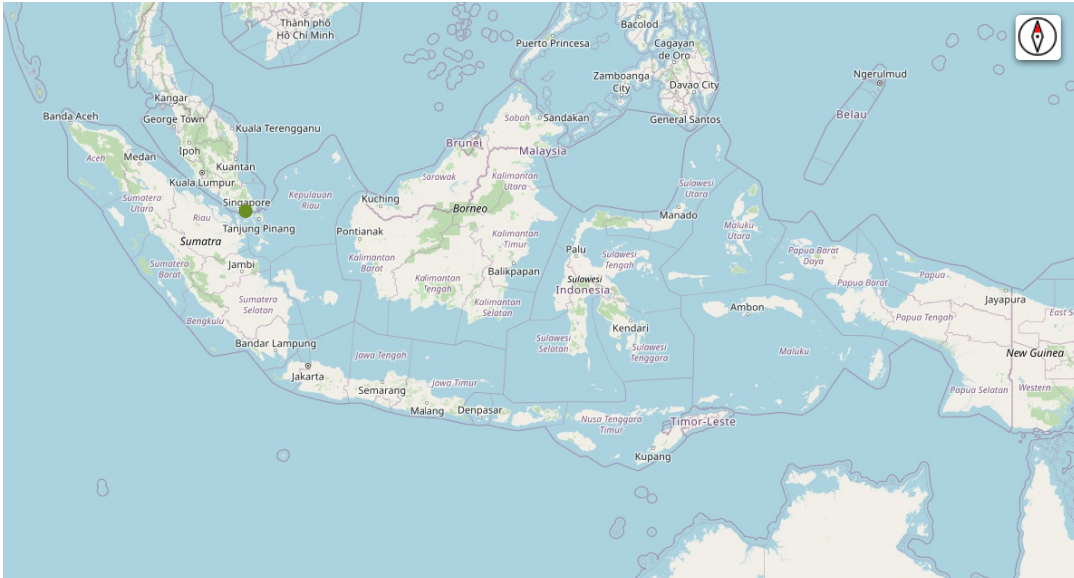 Thành phố
Hồ Chí Minh
Bacolod
Puerto Princesa
Cagayan
de Oro
Zamboanga
City
Davao City
Ngerulmud
Kangar
Banda Aceh
George Town
Kuala Terengganu
Sabah
Sandakan
General Santos
Belau
Ipoh
Brunei
Malaysia
Aceh
Medan
Kuantan
Kuala Lumpur
Sarawak
Kalimantan
Utara
Sulawesi
Utara
Sumatera
Utara
Singapore
Kepulauan
Riau
Kuching
Borneo
Manado
Riau
Tanjung Pinang
Pontianak
Kalimantan
Timur
Maluku
Utara
Sumatra
Palu
Sulawesi
Tengah
Papua Barat
Daya
Sumatera
Barat
Jambi
Kalimantan
Barat
Balikpapan
Kalimantan
Tengah
Sulawesi
Indonesia
Papua Barat
Papua
Jayapura
Sumatera
Selatan
Kalimantan
Selatan
Ambon
Papua Tengah
East S
Bengkulu
Kendari
Bandar Lampung
Sulawesi
Selatan
Sulawesi
Tenggara
Maluku
New Guinea
Jawa Tengah
Jakarta
Semarang
Jawa Timur
Papua Selatan
Western
Malang
Denpasar
Nusa Tenggara
Timur
Timor-Leste
Kupang